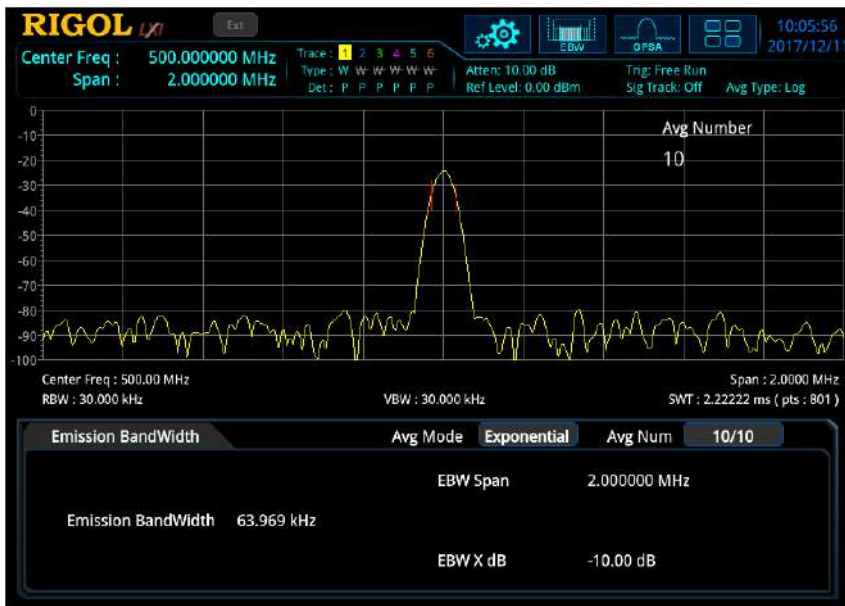 RIGOL LXI Ext 10:05:56
EBW GPSA 2017/12/1
Center Freq : 500.000000 MHz Trace : 1 2 3 4 5 6
Span : 2.000000 MHz Type : W W W W W W Atten: 10.00 dB Trig: Free Run
Det : P P P P P P Ref Level: 0.00 dBm Sig Track: Off Avg Type: Log
0
Avg Number
-10
10
-20
-30
-40
-50
-60
-70
-80
-90
-100
Center Freq : 500.00 MHz Span : 2.0000 MHz
RBW : 30.000 kHz VBW : 30.000 kHz SWT : 2.22222 ms ( pts : 801 )
Emission BandWidth Avg Mode Exponential Avg Num 10/10
EBW Span 2.000000 MHz
Emission BandWidth 63.969 kHz
EBW X dB -10.00 dB